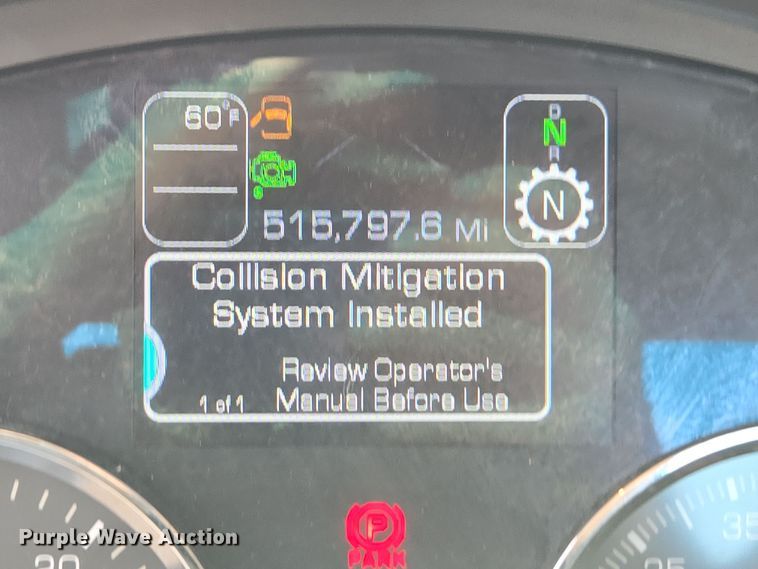 60°F
D
N
R
N
515,797.6 Mi
Collision Mitigation
System Installed
Review Operator's
1 of 1 Manual Before Use
P
PARK
Purple Wave Auction
35